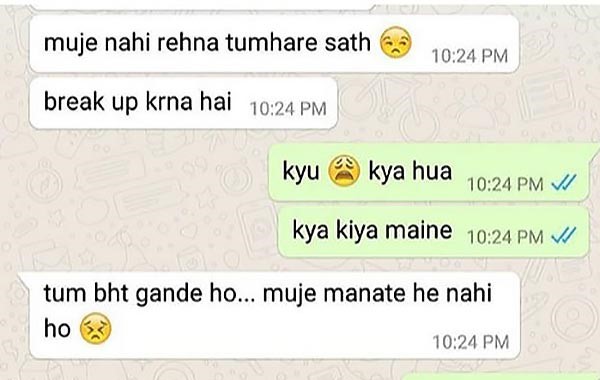 muje nahi rehna tumhare sath 😒 10:24 PM
break up krna hai 10:24 PM
kyu 😩 kya hua 10:24 PM
kya kiya maine 10:24 PM
tum bht gande ho... muje manate he nahi
ho 😣
10:24 PM